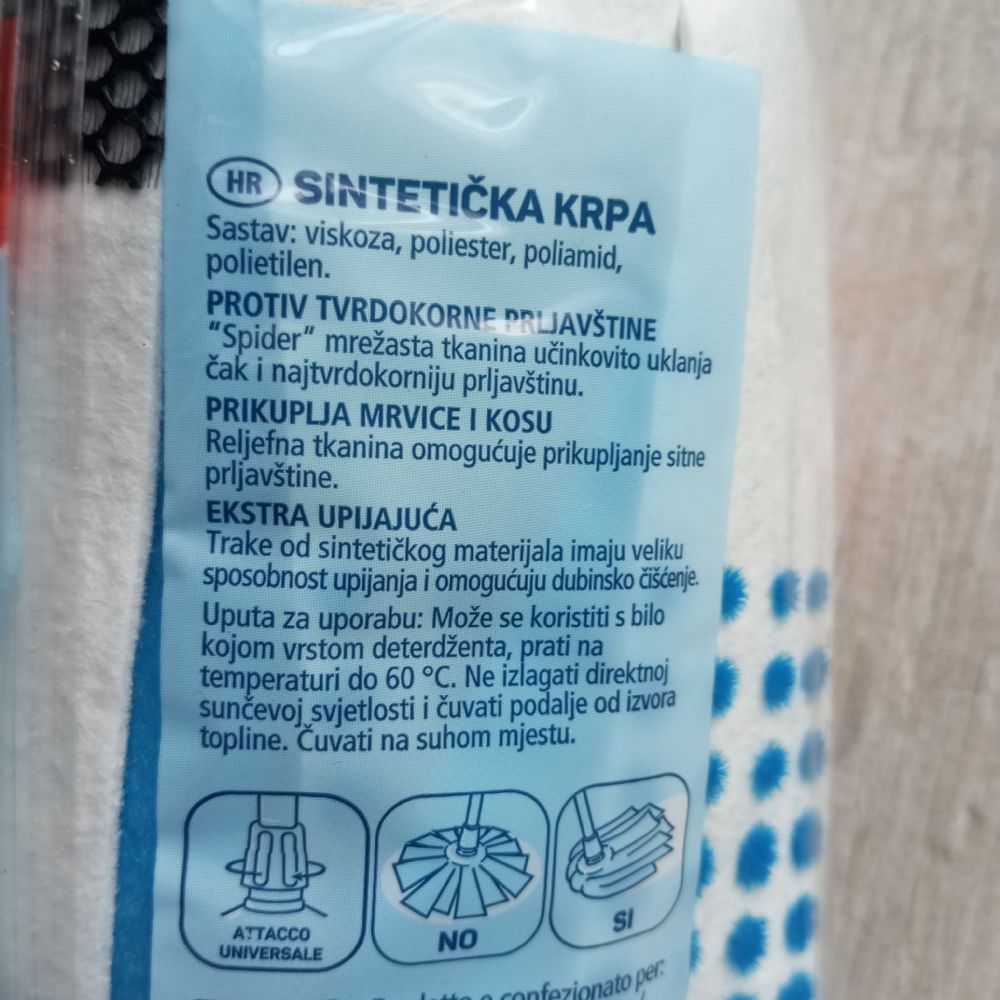 HR SINTETIČKA KRPA
Sastav: viskoza, poliester, poliamid,
polietilen.
PROTIV TVRDOKORNE PRLJAVŠTINE
"Spider" mrežasta tkanina učinkovito uklanja
čak i najtvrdokorniju prljavštinu.
PRIKUPLJA MRVICE I KOSU
Reljefna tkanina omogućuje prikupljanje sitne
prljavštine.
EKSTRA UPIJAJUĆA
Trake od sintetičkog materijala imaju veliku
sposobnost upijanja i omogućuju dubinsko čišćenje.
Uputa za uporabu: Može se koristiti s bilo
kojom vrstom deterdženta, prati na
temperaturi do 60 °C. Ne izlagati direktnoj
sunčevoj svjetlosti i čuvati podalje od izvora
topline. Čuvati na suhom mjestu.
ATTACCO
UNIVERSALE
NO
SI
e confezionato per: